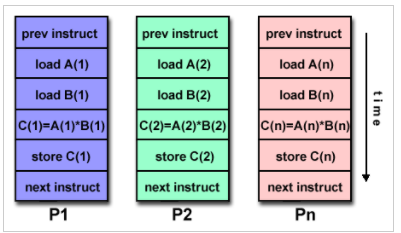 prev instruct
load A(1)
load B(1)
C(1)=A(1)*B(1)
store C(1)
next instruct
P1
prev instruct
load A(2)
load B(2)
C(2)=A(2)*B(2)
store C(2)
next instruct
P2
prev instruct
load A(n)
load B(n)
C(n)=A(n)*B(n)
store C(n)
next instruct
Pn
time